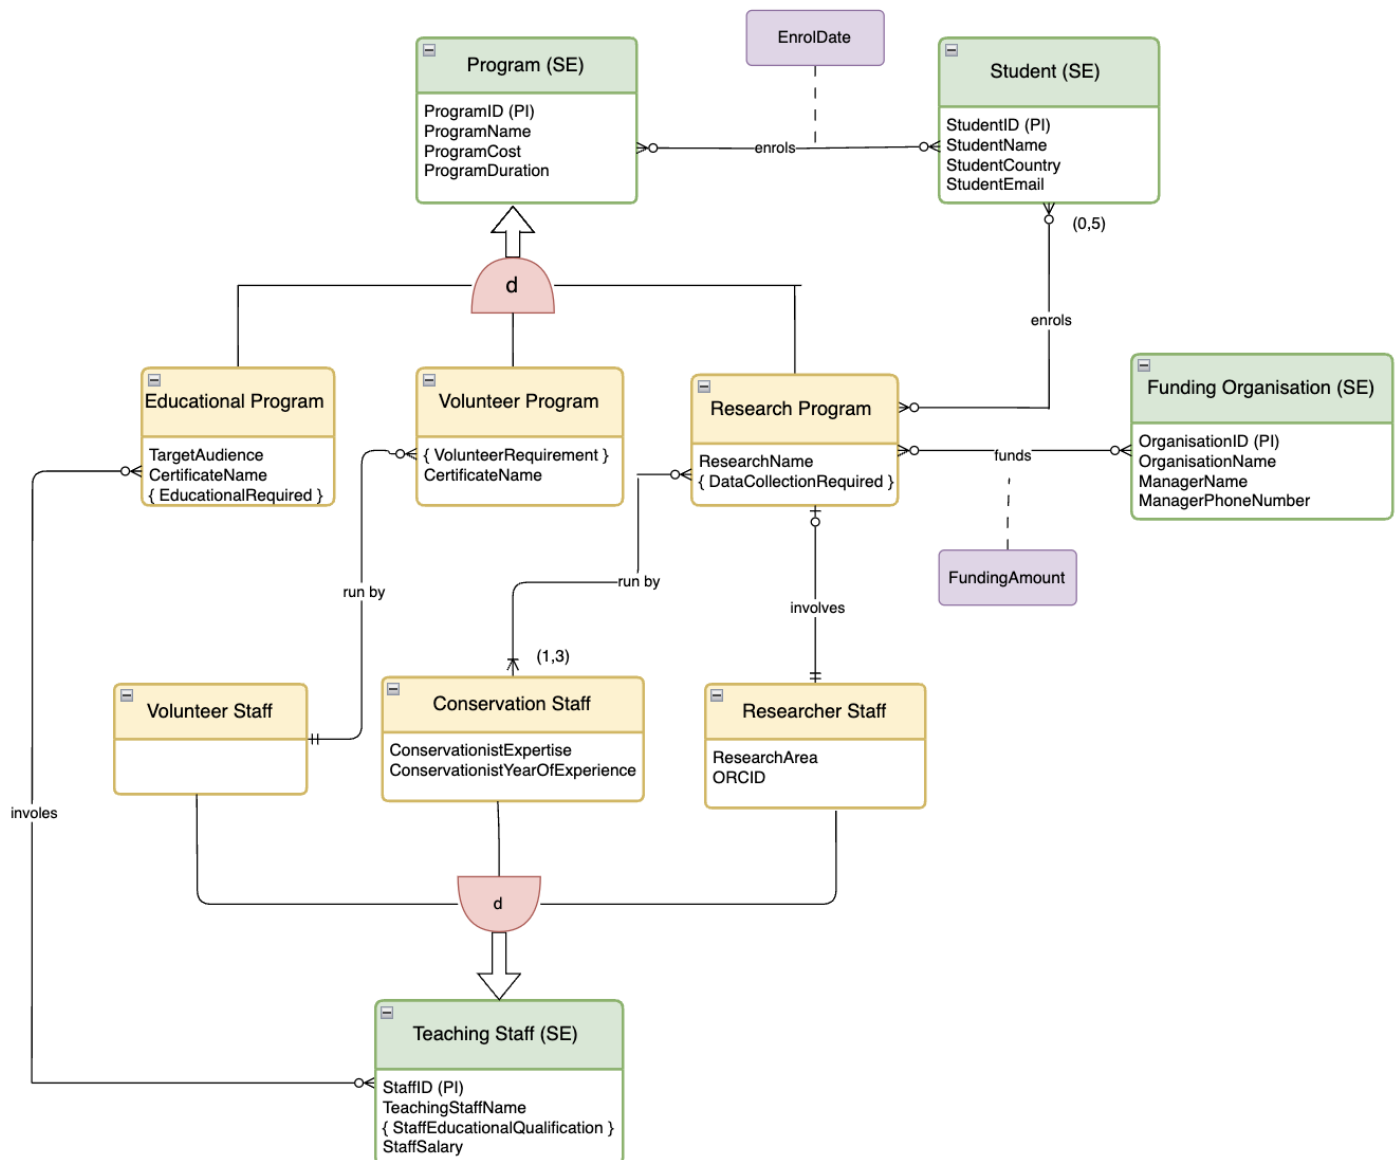 EnrolDate
Program (SE)
ProgramID (PI)
ProgramName
ProgramCost
ProgramDuration
enrols
Student (SE)
StudentID (PI)
StudentName
StudentCountry
StudentEmail
(0,5)
d
enrols
Educational Program
TargetAudience
CertificateName
{ EducationalRequired }
Volunteer Program
{ VolunteerRequirement }
CertificateName
Research Program
ResearchName
{ DataCollectionRequired }
funds
Funding Organisation (SE)
OrganisationID (PI)
OrganisationName
ManagerName
ManagerPhoneNumber
FundingAmount
run by
run by
involves
(1,3)
Volunteer Staff
Conservation Staff
ConservationistExpertise
ConservationistYearOfExperience
Researcher Staff
ResearchArea
ORCID
involes
d
Teaching Staff (SE)
StaffID (PI)
TeachingStaffName
{ StaffEducationalQualification }
StaffSalary